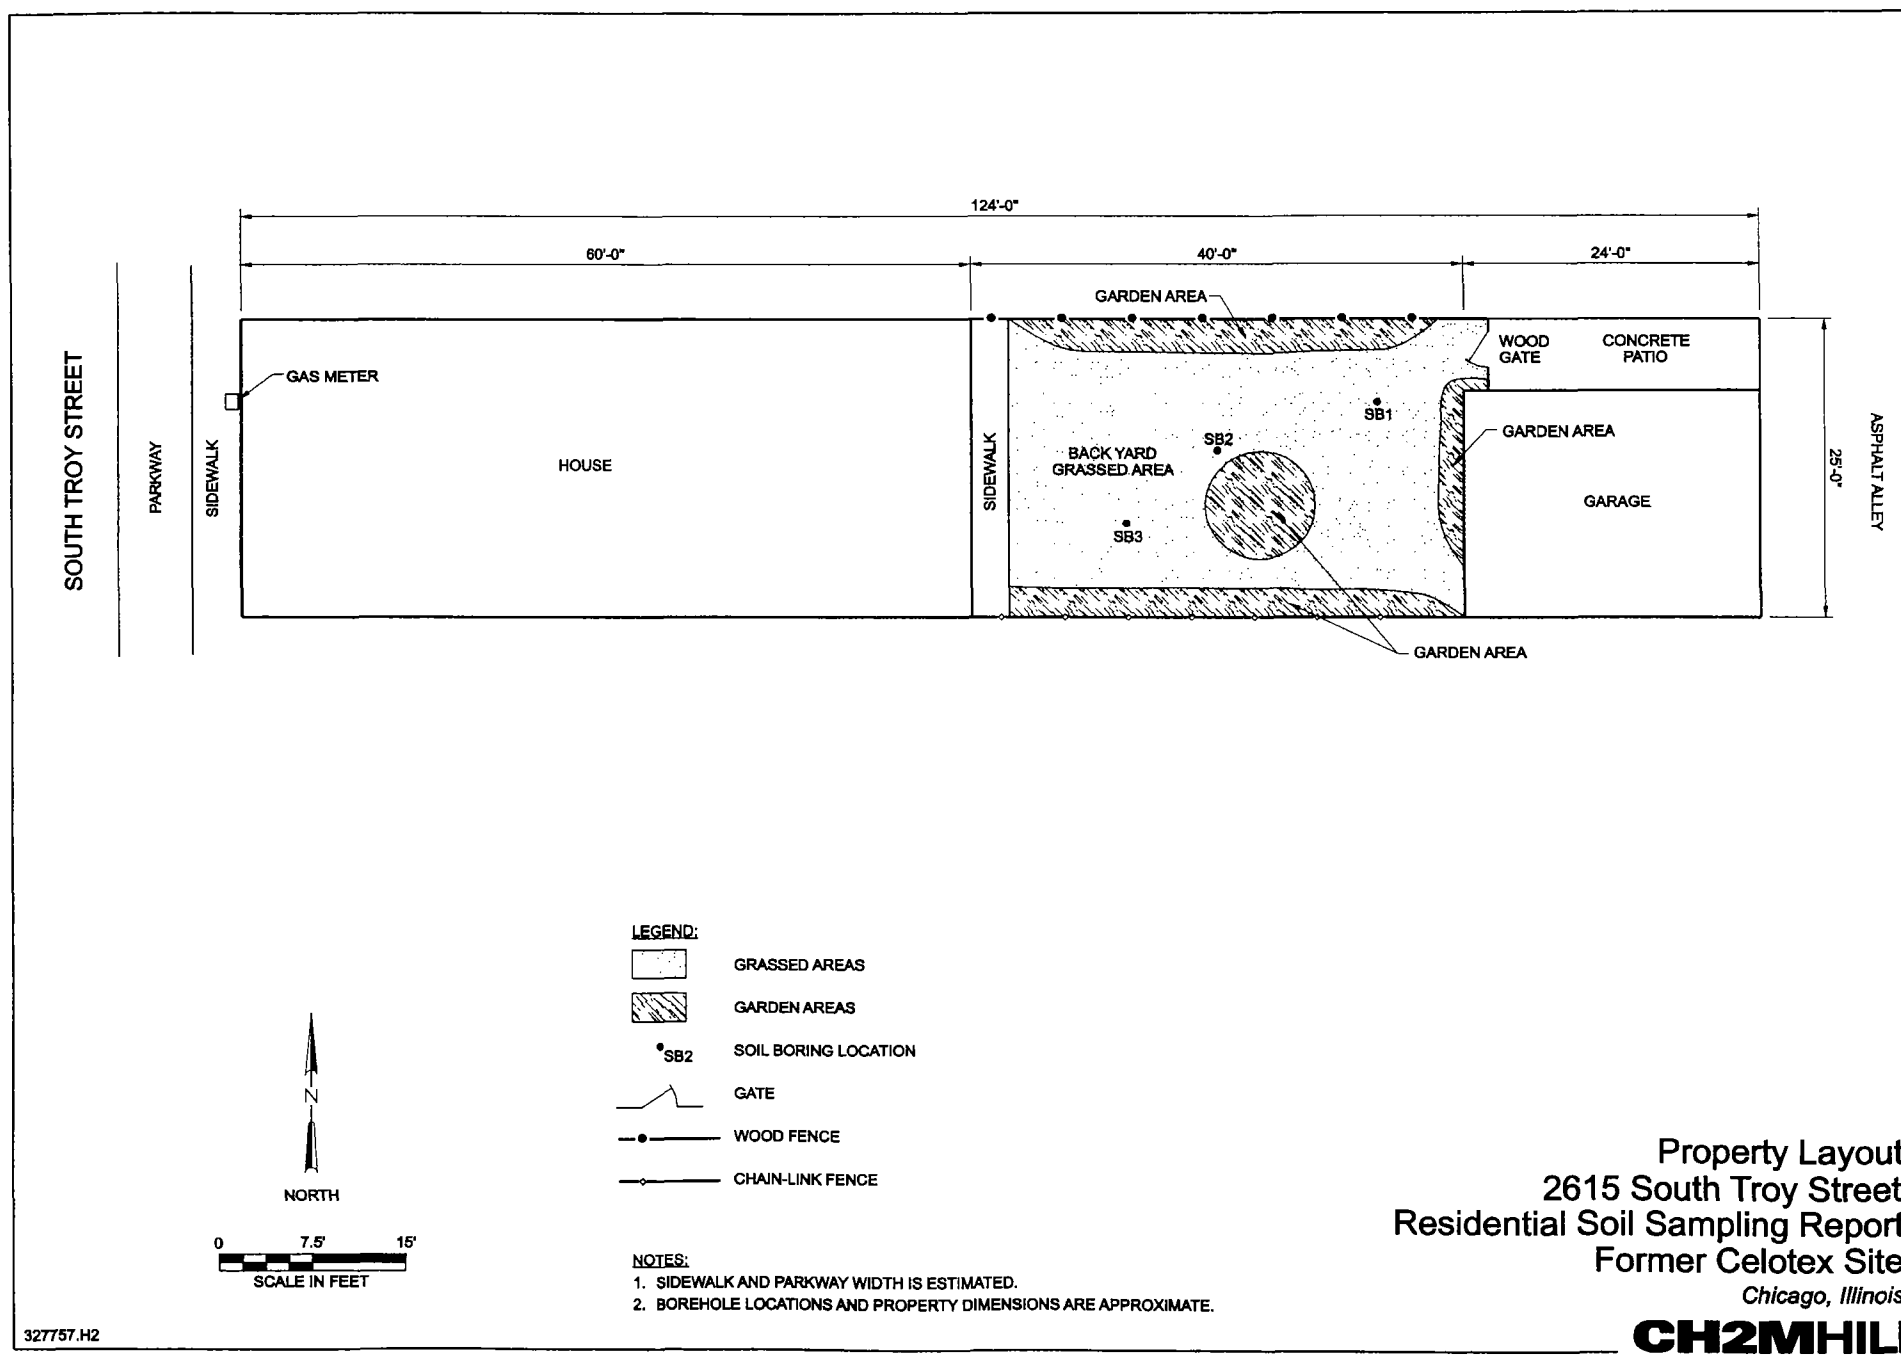 124'-0"
60'-0"
40'-0"
24'-0"
GARDEN AREA
WOOD
GATE
CONCRETE
PATIO
GAS METER
SOUTH TROY STREET
PARKWAY
SIDEWALK
HOUSE
SIDEWALK
BACK YARD
GRASSED AREA
SB1
SB2
SB3
GARDEN AREA
GARAGE
25'-0"
ASPHALT ALLEY
GARDEN AREA
LEGEND:
GRASSED AREAS
GARDEN AREAS
SB2 SOIL BORING LOCATION
GATE
WOOD FENCE
CHAIN-LINK FENCE
N
NORTH
0 7.5' 15'
SCALE IN FEET
NOTES:
1. SIDEWALK AND PARKWAY WIDTH IS ESTIMATED.
2. BOREHOLE LOCATIONS AND PROPERTY DIMENSIONS ARE APPROXIMATE.
Property Layout
2615 South Troy Street
Residential Soil Sampling Report
Former Celotex Site
Chicago, Illinois
CH2MHIL
327757.H2